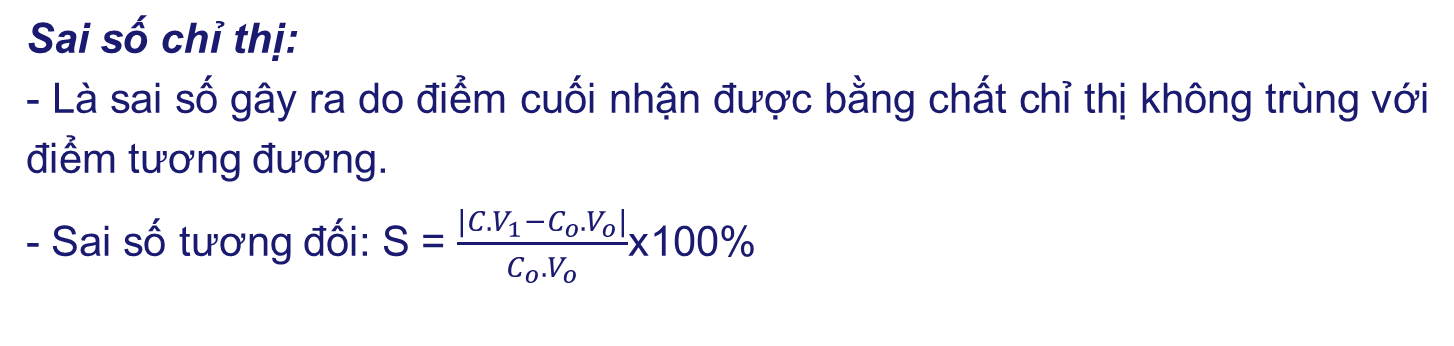 Sai số chỉ thị:
- Là sai số gây ra do điểm cuối nhận được bằng chất chỉ thị không trùng với
điểm tương đương.
- Sai số tương đối: S = |C.V₁−Cₒ.Vₒ| / Cₒ.Vₒ x100%